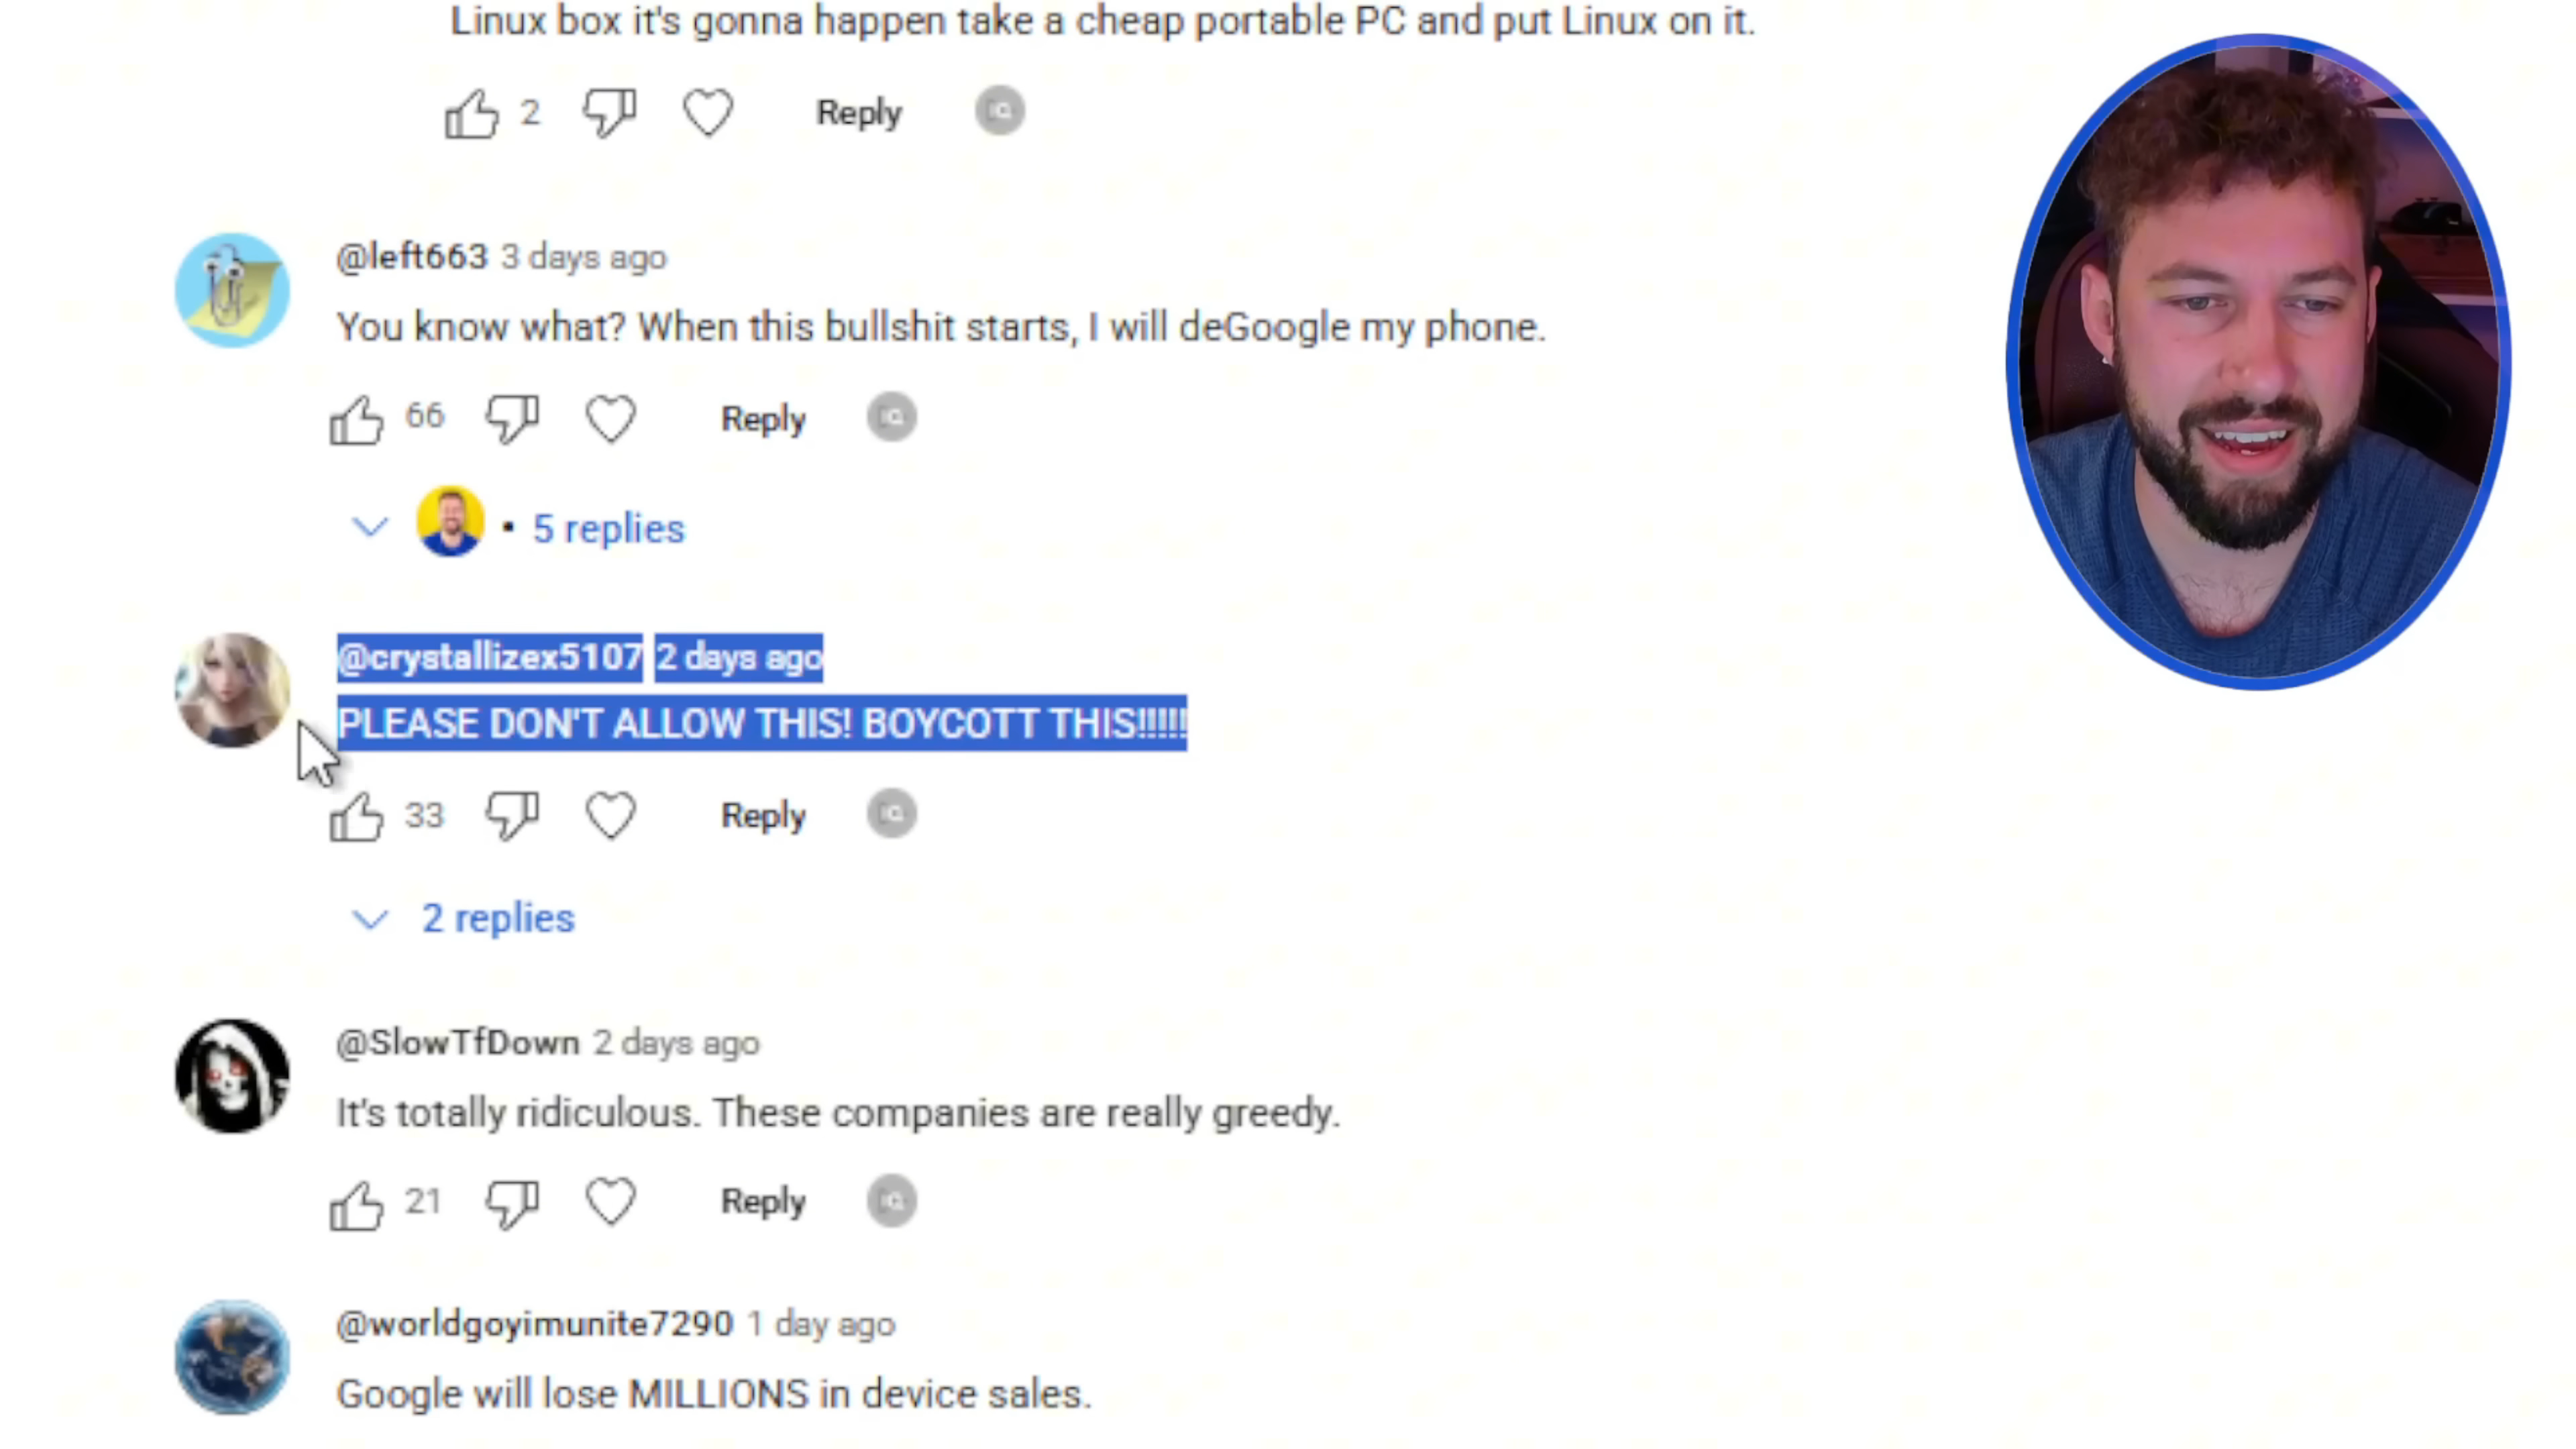 Linux box it's gonna happen take a cheap portable PC and put Linux on it.
2 Reply
@left663 3 days ago
You know what? When this bullshit starts, I will deGoogle my phone.
66 Reply
• 5 replies
@crystallizex5107 2 days ago
PLEASE DON'T ALLOW THIS! BOYCOTT THIS!!!!!
33 Reply
2 replies
@SlowTfDown 2 days ago
It's totally ridiculous. These companies are really greedy.
21 Reply
@worldgoyimunite7290 1 day ago
Google will lose MILLIONS in device sales.